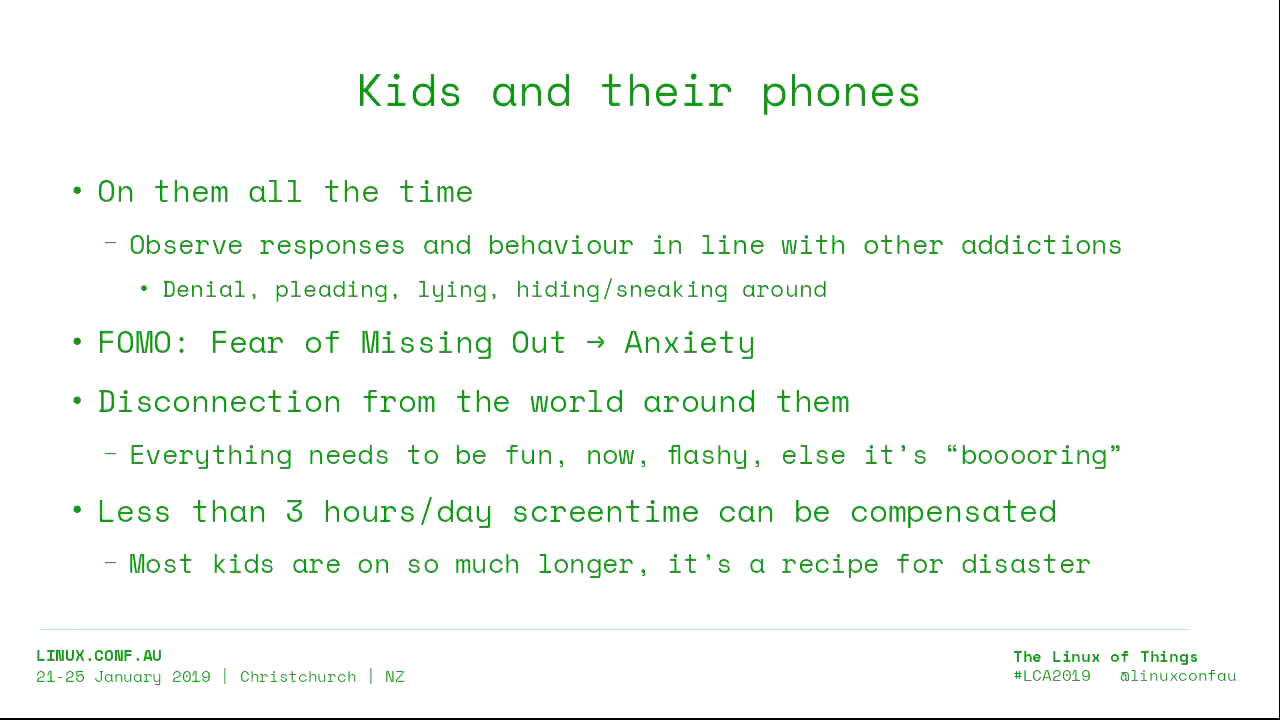 Kids and their phones
• On them all the time
– Observe responses and behaviour in line with other addictions
• Denial, pleading, lying, hiding/sneaking around
• FOMO: Fear of Missing Out → Anxiety
• Disconnection from the world around them
– Everything needs to be fun, now, flashy, else it’s “booooring”
• Less than 3 hours/day screentime can be compensated
– Most kids are on so much longer, it’s a recipe for disaster
LINUX.CONF.AU
21-25 January 2019 | Christchurch | NZ
The Linux of Things
#LCA2019 @linuxconfau